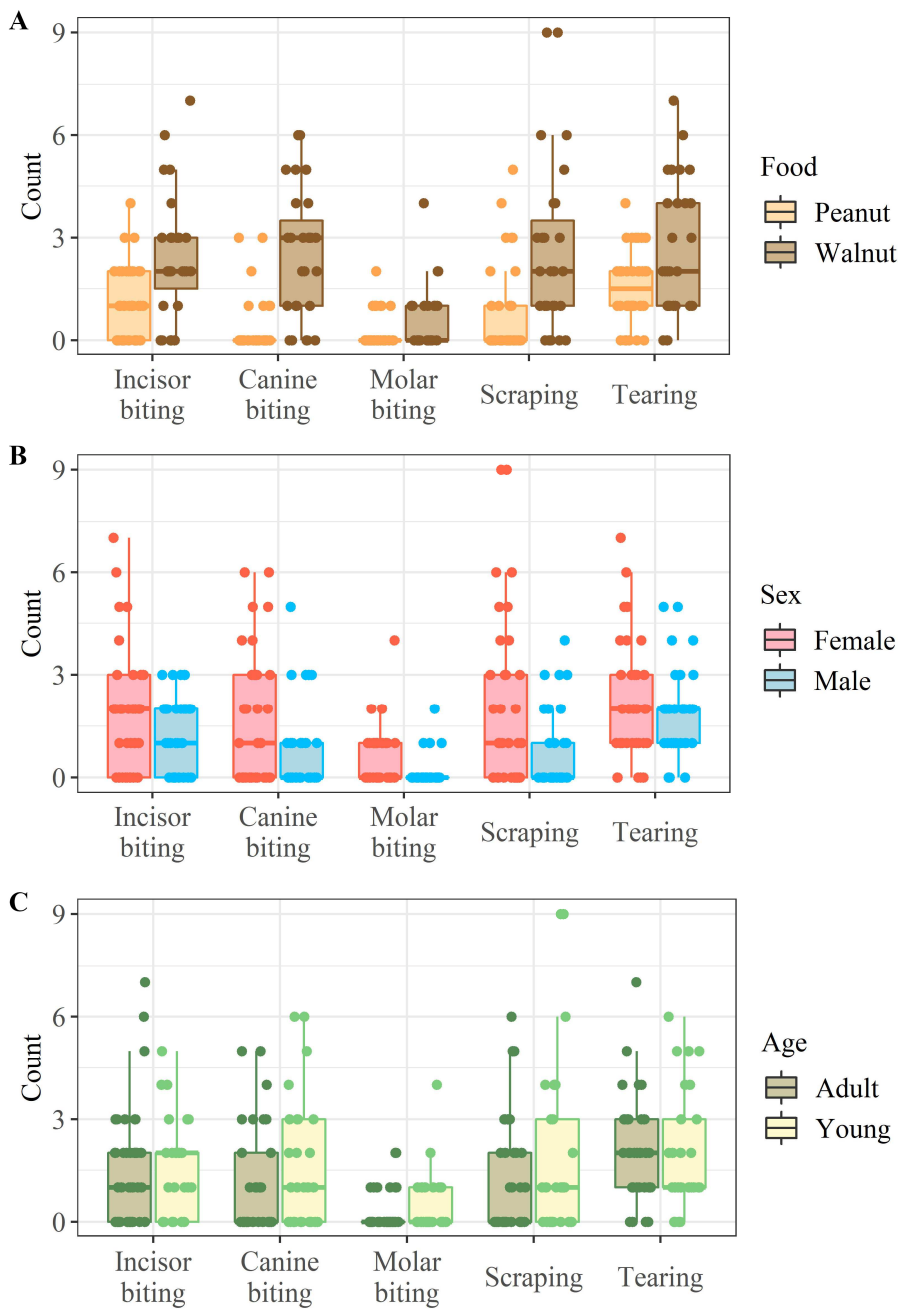 A
9
6
3
0
Count
Incisor
biting
Canine
biting
Molar
biting
Scraping
Tearing
Food
Peanut
Walnut
B
9
6
3
0
Count
Incisor
biting
Canine
biting
Molar
biting
Scraping
Tearing
Sex
Female
Male
C
9
6
3
0
Count
Incisor
biting
Canine
biting
Molar
biting
Scraping
Tearing
Age
Adult
Young